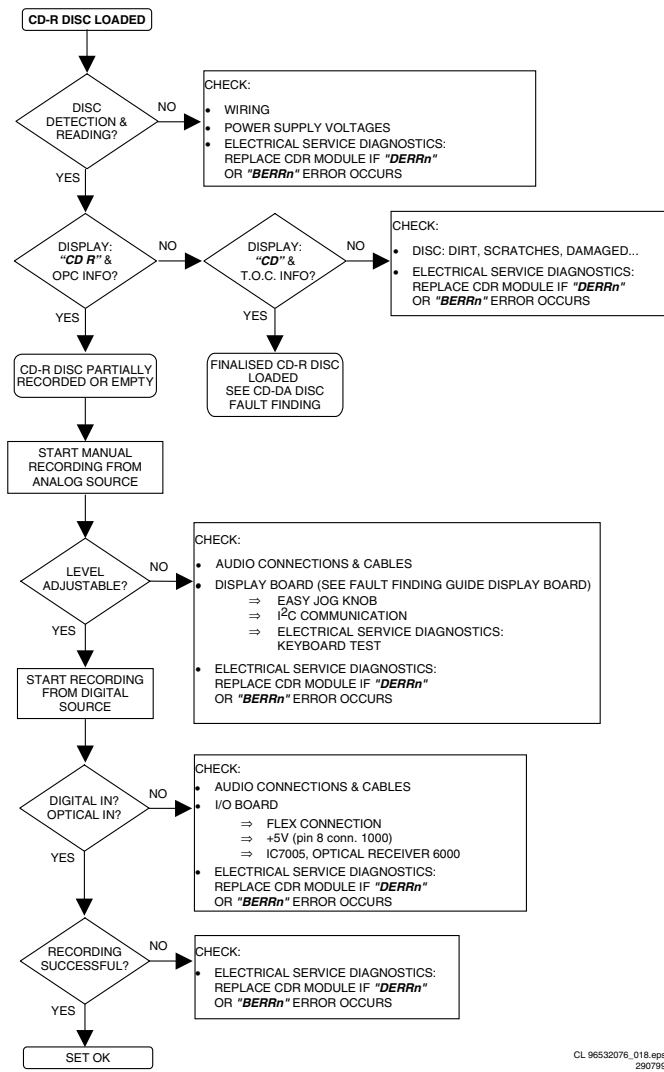 CD-R DISC LOADED
DISC
DETECTION &
READING?
NO
YES
CHECK:
• WIRING
• POWER SUPPLY VOLTAGES
• ELECTRICAL SERVICE DIAGNOSTICS:
REPLACE CDR MODULE IF "DERRn"
OR "BERRn" ERROR OCCURS
DISPLAY:
“CD R” &
OPC INFO?
NO
YES
DISPLAY:
“CD” &
T.O.C. INFO?
NO
YES
CHECK:
• DISC: DIRT, SCRATCHES, DAMAGED...
• ELECTRICAL SERVICE DIAGNOSTICS:
REPLACE CDR MODULE IF "DERRn"
OR "BERRn" ERROR OCCURS
CD-R DISC PARTIALLY
RECORDED OR EMPTY
FINALISED CD-R DISC
LOADED
SEE CD-DA DISC
FAULT FINDING
START MANUAL
RECORDING FROM
ANALOG SOURCE
LEVEL
ADJUSTABLE?
NO
YES
CHECK:
• AUDIO CONNECTIONS & CABLES
• DISPLAY BOARD (SEE FAULT FINDING GUIDE DISPLAY BOARD)
⇒ EASY JOG KNOB
⇒ I2C COMMUNICATION
⇒ ELECTRICAL SERVICE DIAGNOSTICS:
KEYBOARD TEST
• ELECTRICAL SERVICE DIAGNOSTICS:
REPLACE CDR MODULE IF "DERRn"
OR "BERRn" ERROR OCCURS
START RECORDING
FROM DIGITAL
SOURCE
DIGITAL IN?
OPTICAL IN?
NO
YES
CHECK:
• AUDIO CONNECTIONS & CABLES
• I/O BOARD
⇒ FLEX CONNECTION
⇒ +5V (pin 8 conn. 1000)
⇒ IC7005, OPTICAL RECEIVER 6000
• ELECTRICAL SERVICE DIAGNOSTICS:
REPLACE CDR MODULE IF "DERRn"
OR "BERRn" ERROR OCCURS
RECORDING
SUCCESSFUL?
NO
YES
CHECK:
• ELECTRICAL SERVICE DIAGNOSTICS:
REPLACE CDR MODULE IF "DERRn"
OR "BERRn" ERROR OCCURS
SET OK
CL 96532076_018.eps
290799